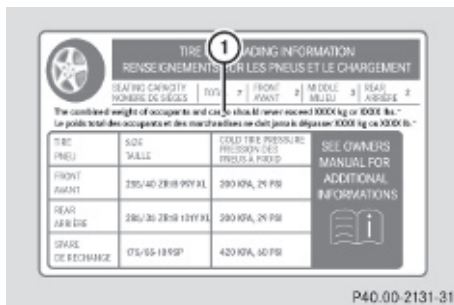 TIRE ADING INFORMATION
RENSEIGNEMENTS SUR LES PNEUS ET LE CHARGEMENT
1
SEATING CAPACITY
NOMBRE DE SIÈGES
TOTAL 7
FRONT
AVANT 2
MIDDLE
MILIEU 3
REAR
ARRIÈRE 2
The combined weight of occupants and cargo should never exceed XXXX kg or XXXX lbs."
Le poids total des occupants et des marchandises ne doit jamais dépasser XXXX kg ou XXXX lb."
TIRE
PNEU
SIZE
TAILLE
COLD TIRE PRESSURE
PRESSION DES
PNEUS A FROID
SEE OWNERS
MANUAL FOR
ADDITIONAL
INFORMATIONS
FRONT
AVANT
200 KPA, 29 PSI
REAR
ARRIÈRE
200 KPA, 29 PSI
SPARE
DE RECHANGE
420 KPA, 60 PSI
P40.00-2131-31